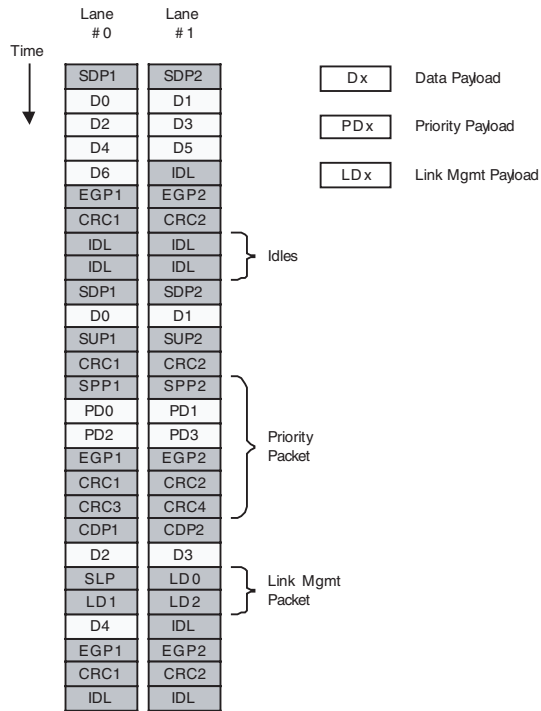 Lane Lane
# 0 # 1
Time
SDP1 SDP2 Dx Data Payload
D0 D1
D2 D3 PDx Priority Payload
D4 D5
D6 IDL LDx Link Mgmt Payload
EGP1 EGP2
CRC1 CRC2
IDL IDL Idles
IDL IDL
SDP1 SDP2
D0 D1
SUP1 SUP2
CRC1 CRC2
SPP1 SPP2
PD0 PD1
PD2 PD3 Priority
EGP1 EGP2 Packet
CRC1 CRC2
CRC3 CRC4
CDP1 CDP2
D2 D3
SLP LD0 Link Mgmt
LD1 LD2 Packet
D4 IDL
EGP1 EGP2
CRC1 CRC2
IDL IDL